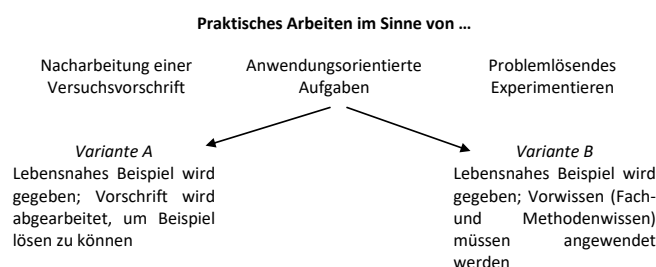 Praktisches Arbeiten im Sinne von …
Nacharbeitung einer
Versuchsvorschrift
Anwendungsorientierte
Aufgaben
Problemlösendes
Experimentieren
Variante A
Lebensnahes Beispiel wird
gegeben; Vorschrift wird
abgearbeitet, um Beispiel
lösen zu können
Variante B
Lebensnahes Beispiel wird
gegeben; Vorwissen (Fach-
und Methodenwissen)
müssen angewendet
werden